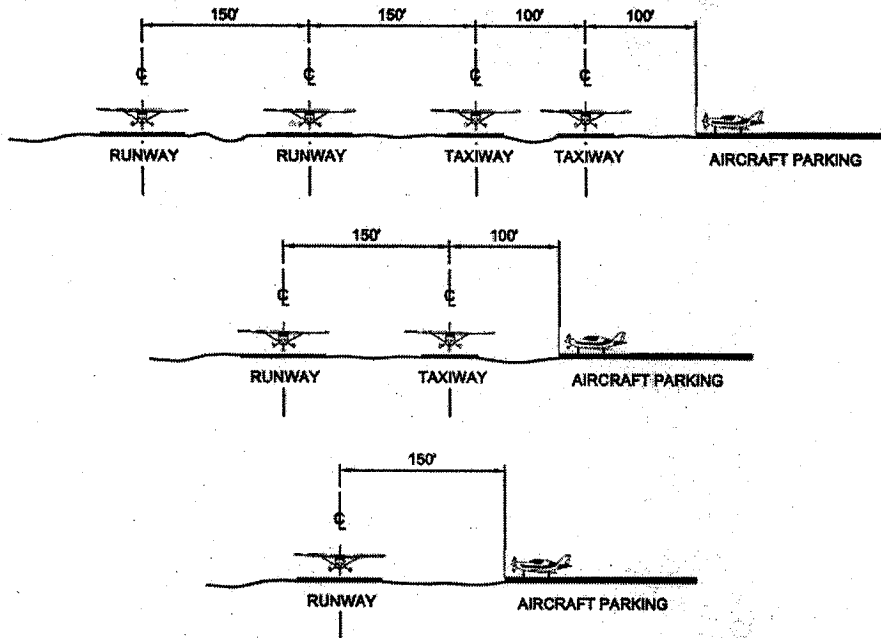 150' 150' 100' 100'
℄ ℄ ℄ ℄
RUNWAY RUNWAY TAXIWAY TAXIWAY AIRCRAFT PARKING
150' 100'
℄ ℄
RUNWAY TAXIWAY AIRCRAFT PARKING
150'
℄
RUNWAY AIRCRAFT PARKING